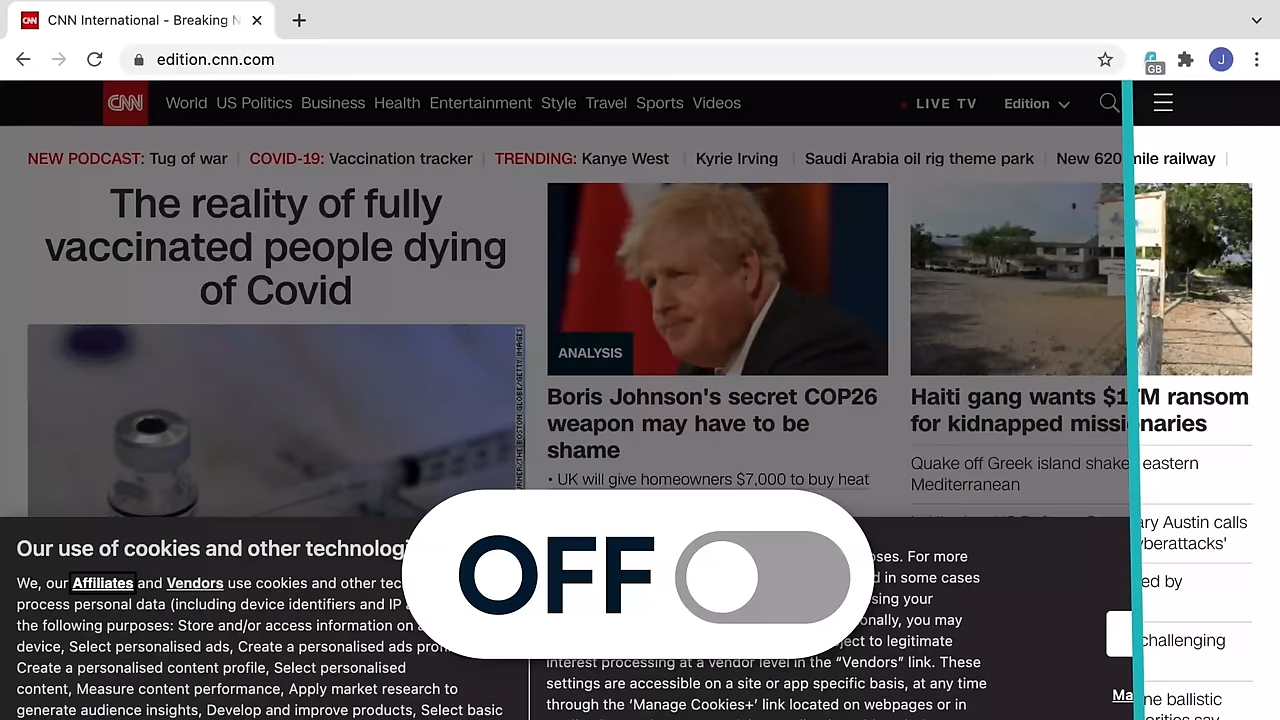 CNN International - Breaking N
edition.cnn.com
GB
J
CNN
World US Politics Business Health Entertainment Style Travel Sports Videos
LIVE TV
Edition
NEW PODCAST: Tug of war
COVID-19: Vaccination tracker
TRENDING: Kanye West
Kyrie Irving
Saudi Arabia oil rig theme park
New 620 mile railway
The reality of fully
vaccinated people dying
of Covid
ANALYSIS
Boris Johnson's secret COP26
weapon may have to be
shame
• UK will give homeowners $7,000 to buy heat
Haiti gang wants $17M ransom
for kidnapped missionaries
Quake off Greek island shakes eastern
Mediterranean
ary Austin calls
yberattacks'
ed by
challenging
ne ballistic
Our use of cookies and other technologi
We, our Affiliates and Vendors use cookies and other tec
process personal data (including device identifiers and IP
the following purposes: Store and/or access information on
device, Select personalised ads, Create a personalised ads pro
Create a personalised content profile, Select personalised
content, Measure content performance, Apply market research to
generate audience insights, Develop and improve products, Select basic
OFF
oses. For more
d in some cases
sing your
onally, you may
ject to legitimate
interest processing at a vendor level in the “Vendors” link. These
settings are accessible on a site or app specific basis, at any time
through the ‘Manage Cookies+’ link located on webpages or in
Ma